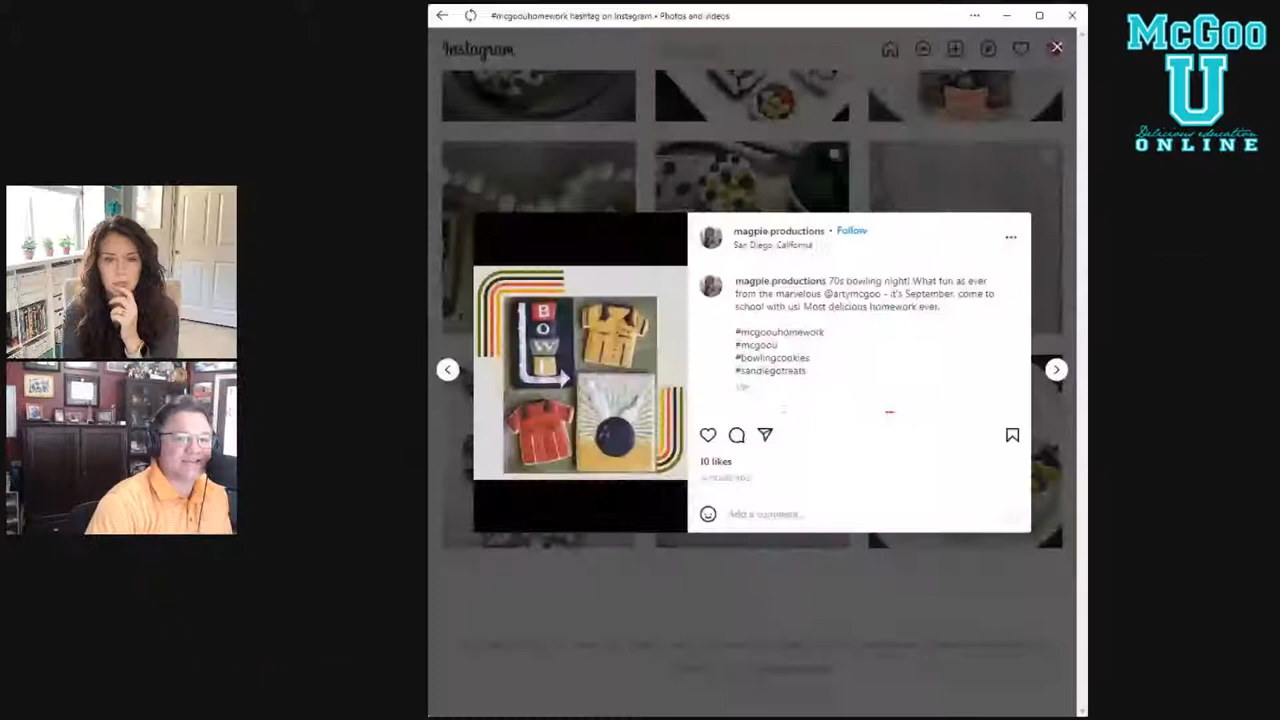 #mcgoouhomework hashtag on Instagram • Photos and videos
McGoo
U
Delicious education
ONLINE
Instagram
magpie.productions • Follow
San Diego, California
magpie.productions 70s bowling night! What fun as ever
from the marvelous @artymcgoo - it's September, come to
school with us! Most delicious homework ever.
#mcgoouhomework
#mcgoou
#bowlingcookies
#sandiegotreats
BOWL
10 likes
Add a comment...